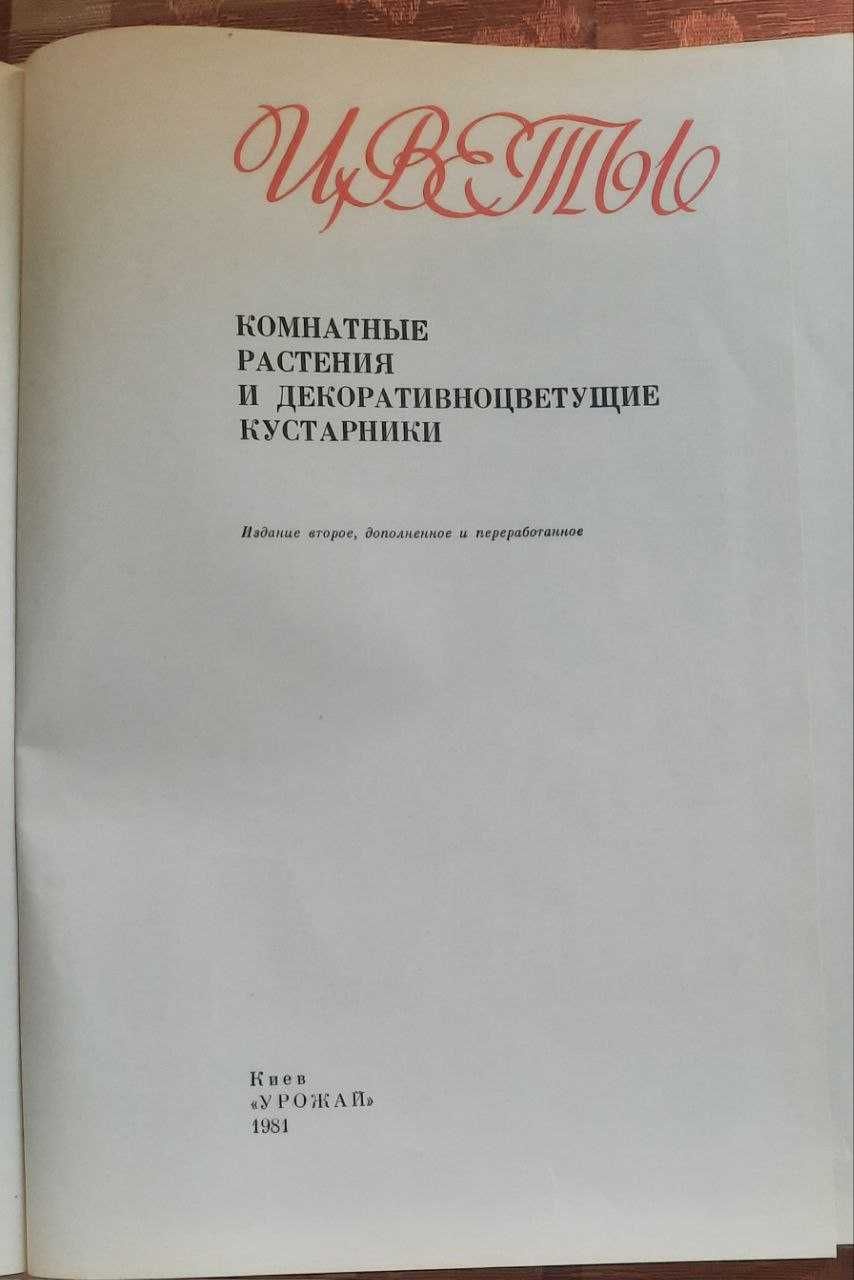 ЦВЕТЫ
КОМНАТНЫЕ
РАСТЕНИЯ
И ДЕКОРАТИВНОЦВЕТУЩИЕ
КУСТАРНИКИ
Издание второе, дополненное и переработанное
Киев
«УРОЖАЙ»
1981